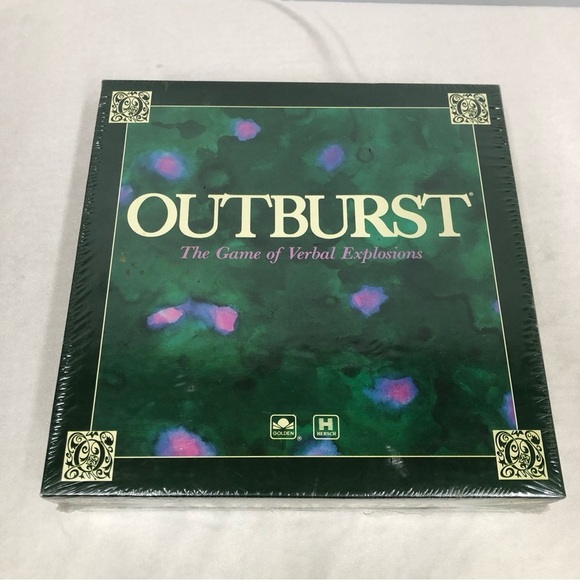 O
O
OUTBURST®
The Game of Verbal Explosions
GOLDEN ®
H
HERSCH
O
O